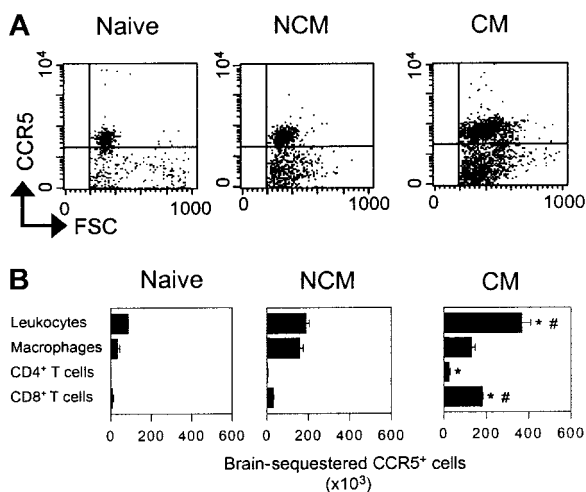 A
Naive
NCM
CM
CCR5
10⁴
0
0
1000
10⁴
0
0
1000
10⁴
0
0
1000
FSC
B
Naive
NCM
CM
Leukocytes
Macrophages
CD4⁺ T cells
CD8⁺ T cells
* #
*
* #
0 200 400 600
0 200 400 600
0 200 400 600
Brain-sequestered CCR5⁺ cells
(x10³)